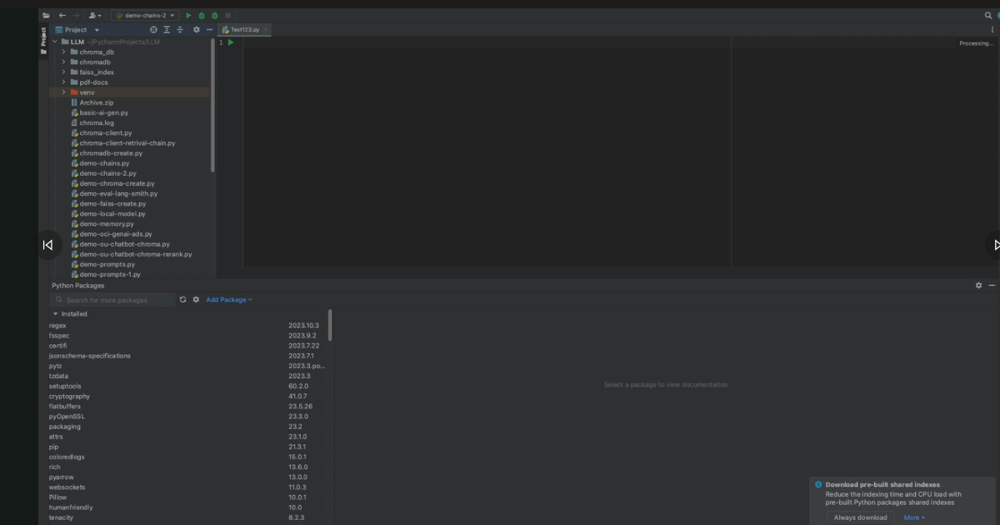 demo-chains-2
Project
Project
Test123.py
LLM ~/PycharmProjects/LLM
1
Processing...
chroma_db
chromadb
faiss_index
pdf-docs
venv
Archive.zip
basic-ai-gen.py
chroma.log
chroma-client.py
chroma-client-retrival-chain.py
chromadb-create.py
demo-chains.py
demo-chains-2.py
demo-chroma-create.py
demo-eval-lang-smith.py
demo-faiss-create.py
demo-local-model.py
demo-memory.py
demo-oci-genai-ads.py
demo-ou-chatbot-chroma.py
demo-ou-chatbot-chroma-rerank.py
demo-prompts.py
demo-prompts-1.py
Python Packages
Search for more packages
Add Package
Installed
regex 2023.10.3
fsspec 2023.9.2
certifi 2023.7.22
jsonschema-specifications 2023.7.1
pytz 2023.3.po...
tzdata 2023.3
setuptools 60.2.0
cryptography 41.0.7
flatbuffers 23.5.26
pyOpenSSL 23.3.0
packaging 23.2
attrs 23.1.0
pip 21.3.1
coloredlogs 15.0.1
rich 13.6.0
pyarrow 13.0.0
websockets 11.0.3
Pillow 10.0.1
humanfriendly 10.0
tenacity 8.2.3
Select a package to view documentation
Download pre-built shared indexes
Reduce the indexing time and CPU load with
pre-built Python packages shared indexes
Always download
More